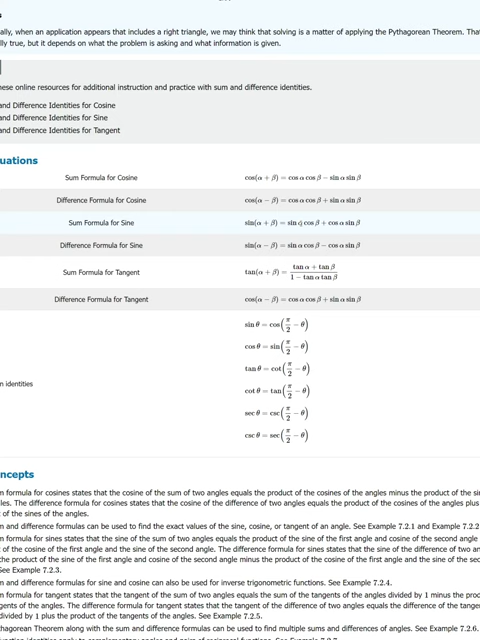 ally, when an application appears that includes a right triangle, we may think that solving is a matter of applying the Pythagorean Theorem. That
lly true, but it depends on what the problem is asking and what information is given.
hese online resources for additional instruction and practice with sum and difference identities.
and Difference Identities for Cosine
and Difference Identities for Sine
and Difference Identities for Tangent
uations
Sum Formula for Cosine cos(α + β) = cos α cos β − sin α sin β
Difference Formula for Cosine cos(α − β) = cos α cos β + sin α sin β
Sum Formula for Sine sin(α + β) = sin α cos β + cos α sin β
Difference Formula for Sine sin(α − β) = sin α cos β − cos α sin β
Sum Formula for Tangent tan(α + β) = (tan α + tan β) / (1 − tan α tan β)
Difference Formula for Tangent cos(α − β) = cos α cos β + sin α sin β
sin θ = cos(π/2 − θ)
cos θ = sin(π/2 − θ)
tan θ = cot(π/2 − θ)
n identities
cot θ = tan(π/2 − θ)
sec θ = csc(π/2 − θ)
csc θ = sec(π/2 − θ)
ncepts
m formula for cosines states that the cosine of the sum of two angles equals the product of the cosines of the angles minus the product of the sin
les. The difference formula for cosines states that the cosine of the difference of two angles equals the product of the cosines of the angles plus
t of the sines of the angles.
m and difference formulas can be used to find the exact values of the sine, cosine, or tangent of an angle. See Example 7.2.1 and Example 7.2.2
m formula for sines states that the sine of the sum of two angles equals the product of the sine of the first angle and cosine of the second angle
t of the cosine of the first angle and the sine of the second angle. The difference formula for sines states that the sine of the difference of two an
the product of the sine of the first angle and cosine of the second angle minus the product of the cosine of the first angle and the sine of the sec
See Example 7.2.3.
m and difference formulas for sine and cosine can also be used for inverse trigonometric functions. See Example 7.2.4.
m formula for tangent states that the tangent of the sum of two angles equals the sum of the tangents of the angles divided by 1 minus the produc
gents of the angles. The difference formula for tangent states that the tangent of the difference of two angles equals the difference of the tangen
divided by 1 plus the product of the tangents of the angles. See Example 7.2.5.
thagorean Theorem along with the sum and difference formulas can be used to find multiple sums and differences of angles. See Example 7.2.6.